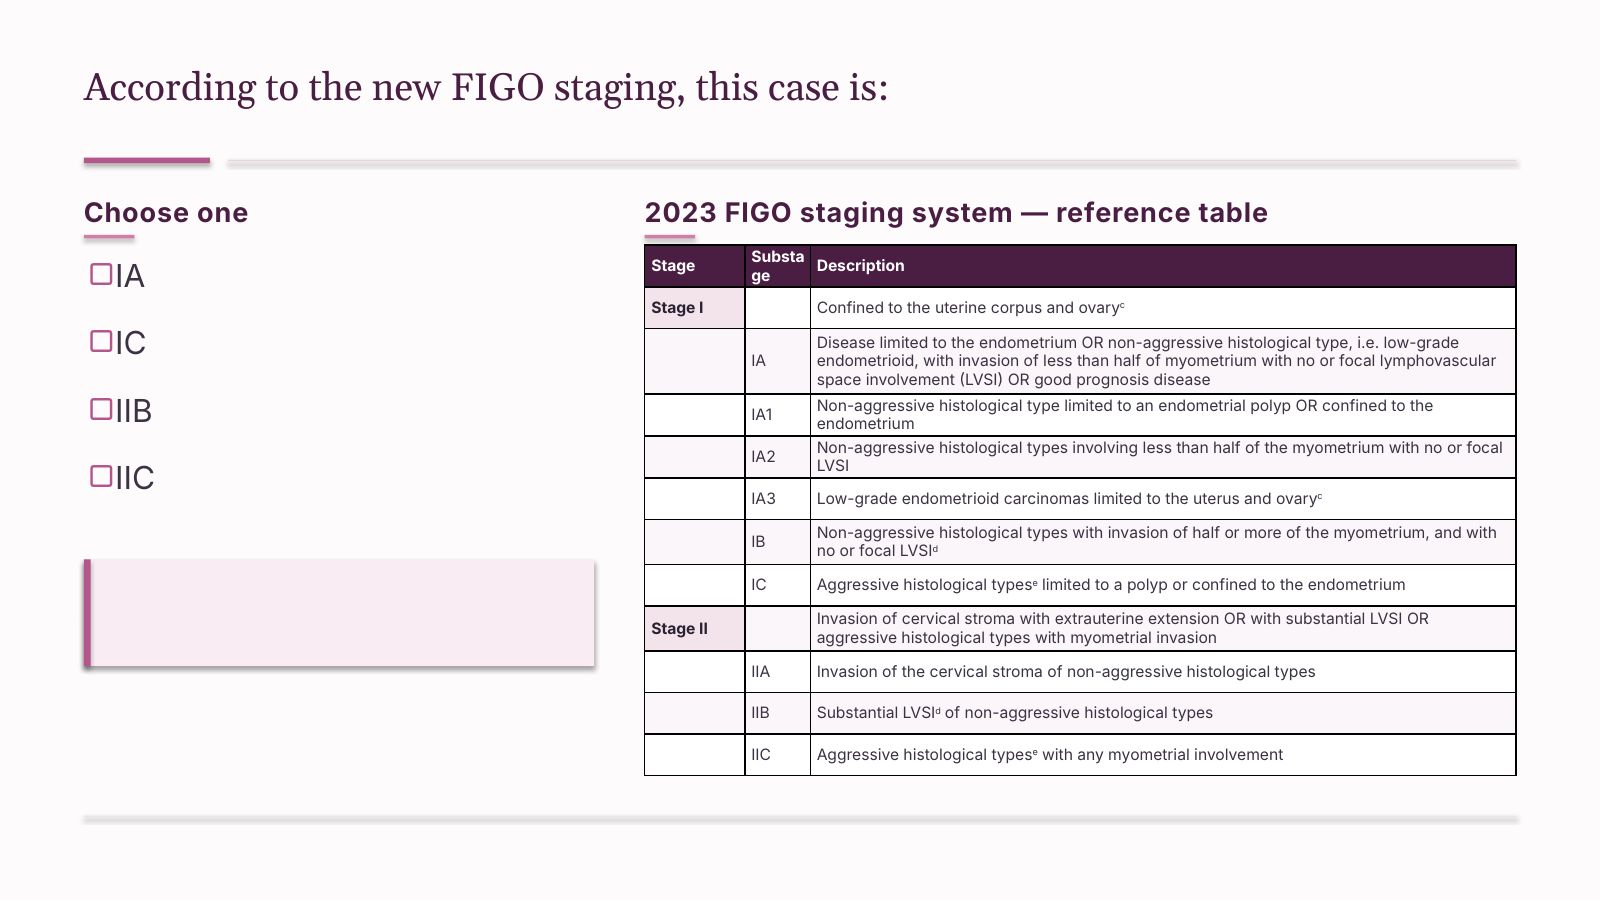 According to the new FIGO staging, this case is:
Choose one
☐IA
☐IC
☐IIB
☐IIC
2023 FIGO staging system — reference table
Stage
Substa
ge
Description
Stage I
Confined to the uterine corpus and ovaryᶜ
IA
Disease limited to the endometrium OR non-aggressive histological type, i.e. low-grade
endometrioid, with invasion of less than half of myometrium with no or focal lymphovascular
space involvement (LVSI) OR good prognosis disease
IA1
Non-aggressive histological type limited to an endometrial polyp OR confined to the
endometrium
IA2
Non-aggressive histological types involving less than half of the myometrium with no or focal
LVSI
IA3
Low-grade endometrioid carcinomas limited to the uterus and ovaryᶜ
IB
Non-aggressive histological types with invasion of half or more of the myometrium, and with
no or focal LVSIᵈ
IC
Aggressive histological typesᵉ limited to a polyp or confined to the endometrium
Stage II
Invasion of cervical stroma with extrauterine extension OR with substantial LVSI OR
aggressive histological types with myometrial invasion
IIA
Invasion of the cervical stroma of non-aggressive histological types
IIB
Substantial LVSIᵈ of non-aggressive histological types
IIC
Aggressive histological typesᵉ with any myometrial involvement